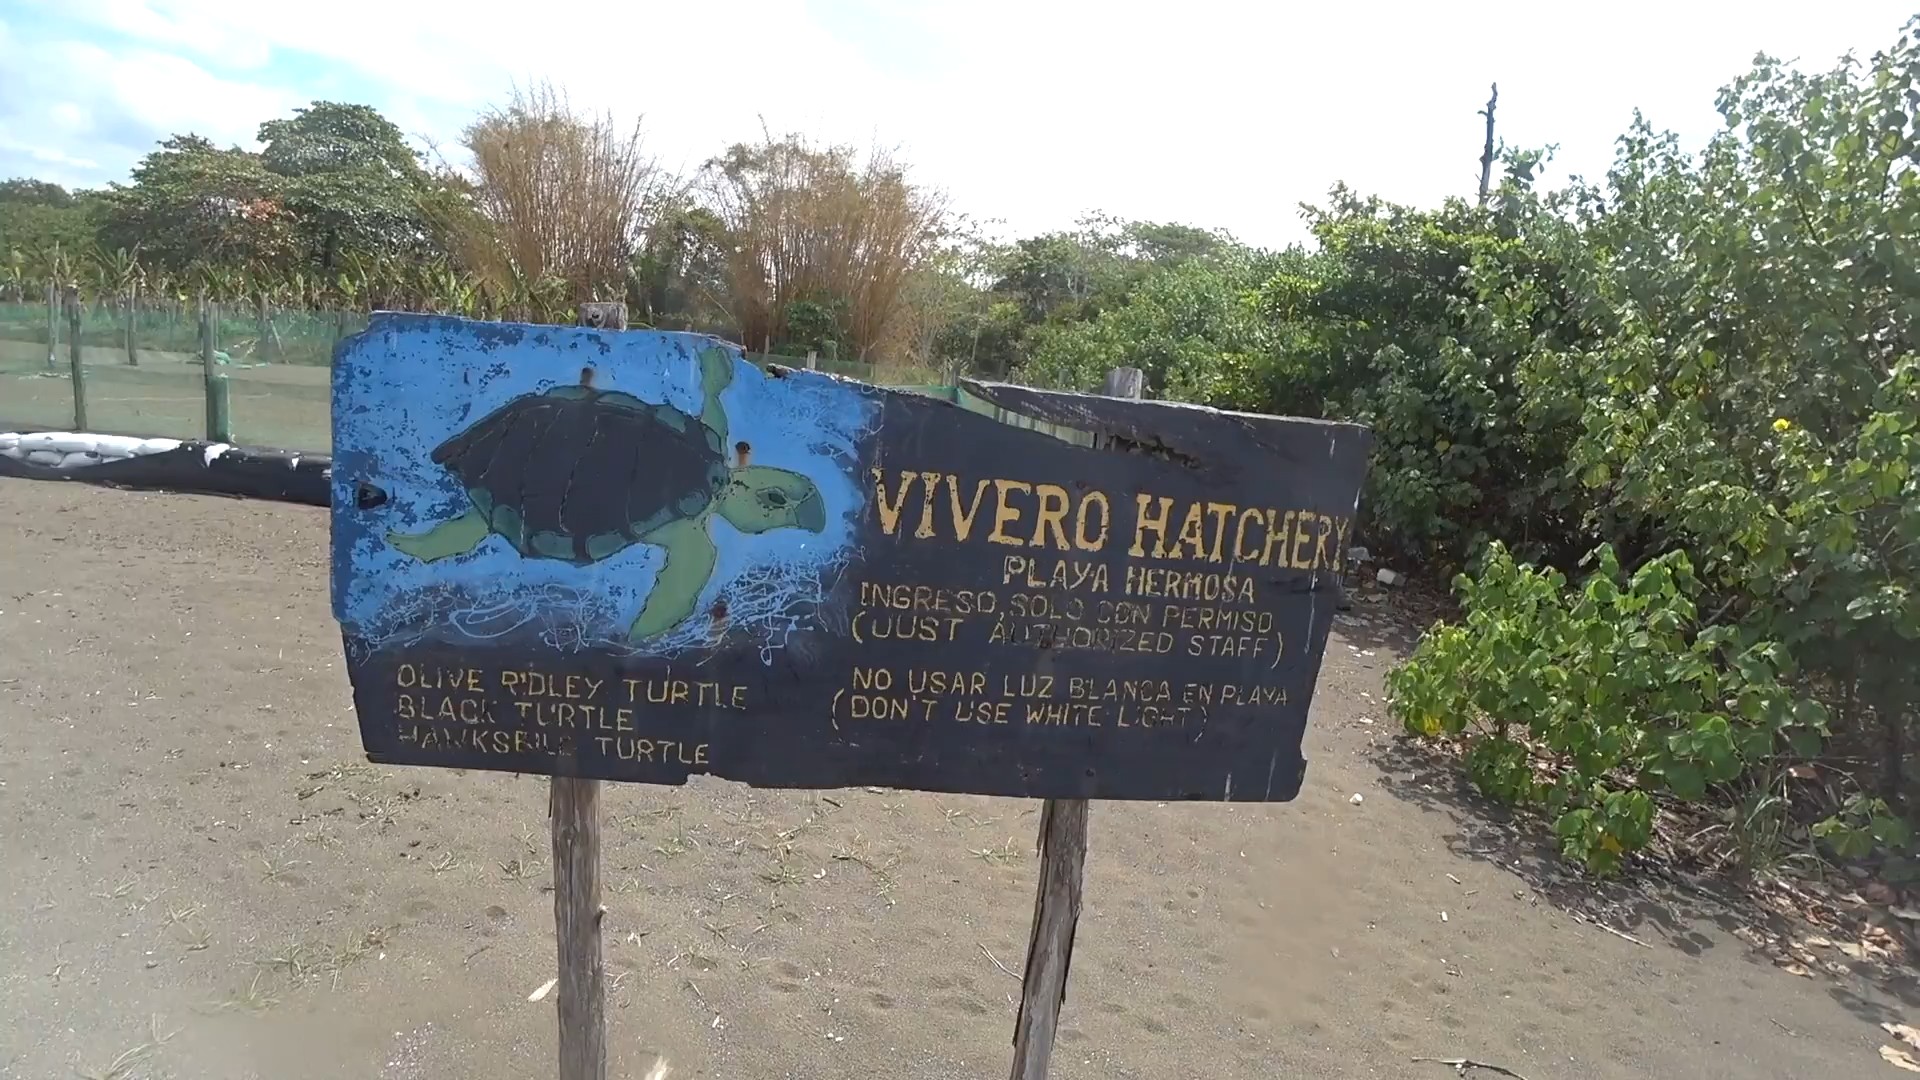 VIVERO HATCHERY
PLAYA HERMOSA
INGRESO, SOLO CON PERMISO
(JUST AUTHORIZED STAFF)
NO USAR LUZ BLANCA EN PLAYA
(DON'T USE WHITE LIGHT)
OLIVE RIDLEY TURTLE
BLACK TURTLE
HAWKSBILL TURTLE